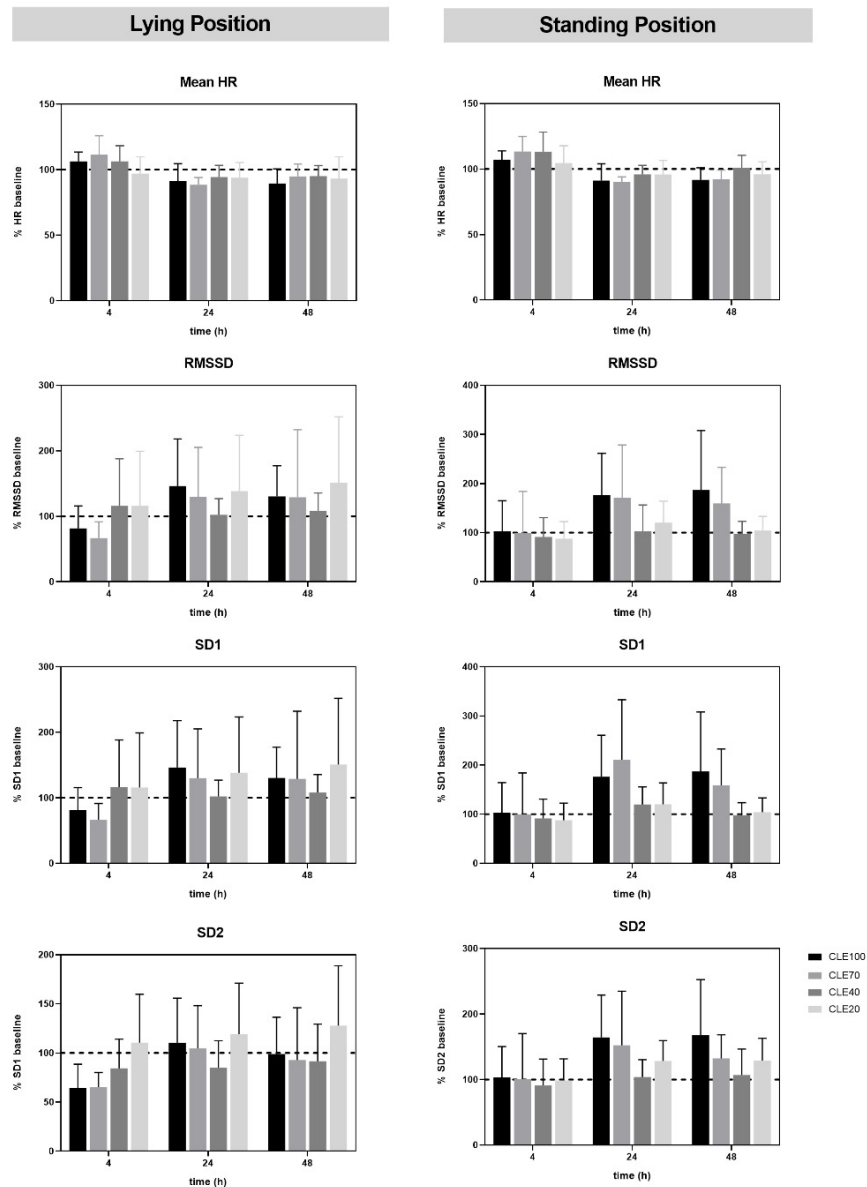 Lying Position
Standing Position
Mean HR
% HR baseline
150
100
50
0
4
24
48
time (h)
Mean HR
% HR baseline
150
100
50
0
4
24
48
time (h)
RMSSD
% RMSSD baseline
300
200
100
0
4
24
48
time (h)
RMSSD
% RMSSD baseline
400
300
200
100
0
4
24
48
time (h)
SD1
% SD1 baseline
300
200
100
0
4
24
48
time (h)
SD1
% SD1 baseline
400
300
200
100
0
4
24
48
time (h)
SD2
% SD1 baseline
200
150
100
50
0
4
24
48
time (h)
SD2
% SD2 baseline
300
200
100
0
4
24
48
time (h)
CLE100
CLE70
CLE40
CLE20